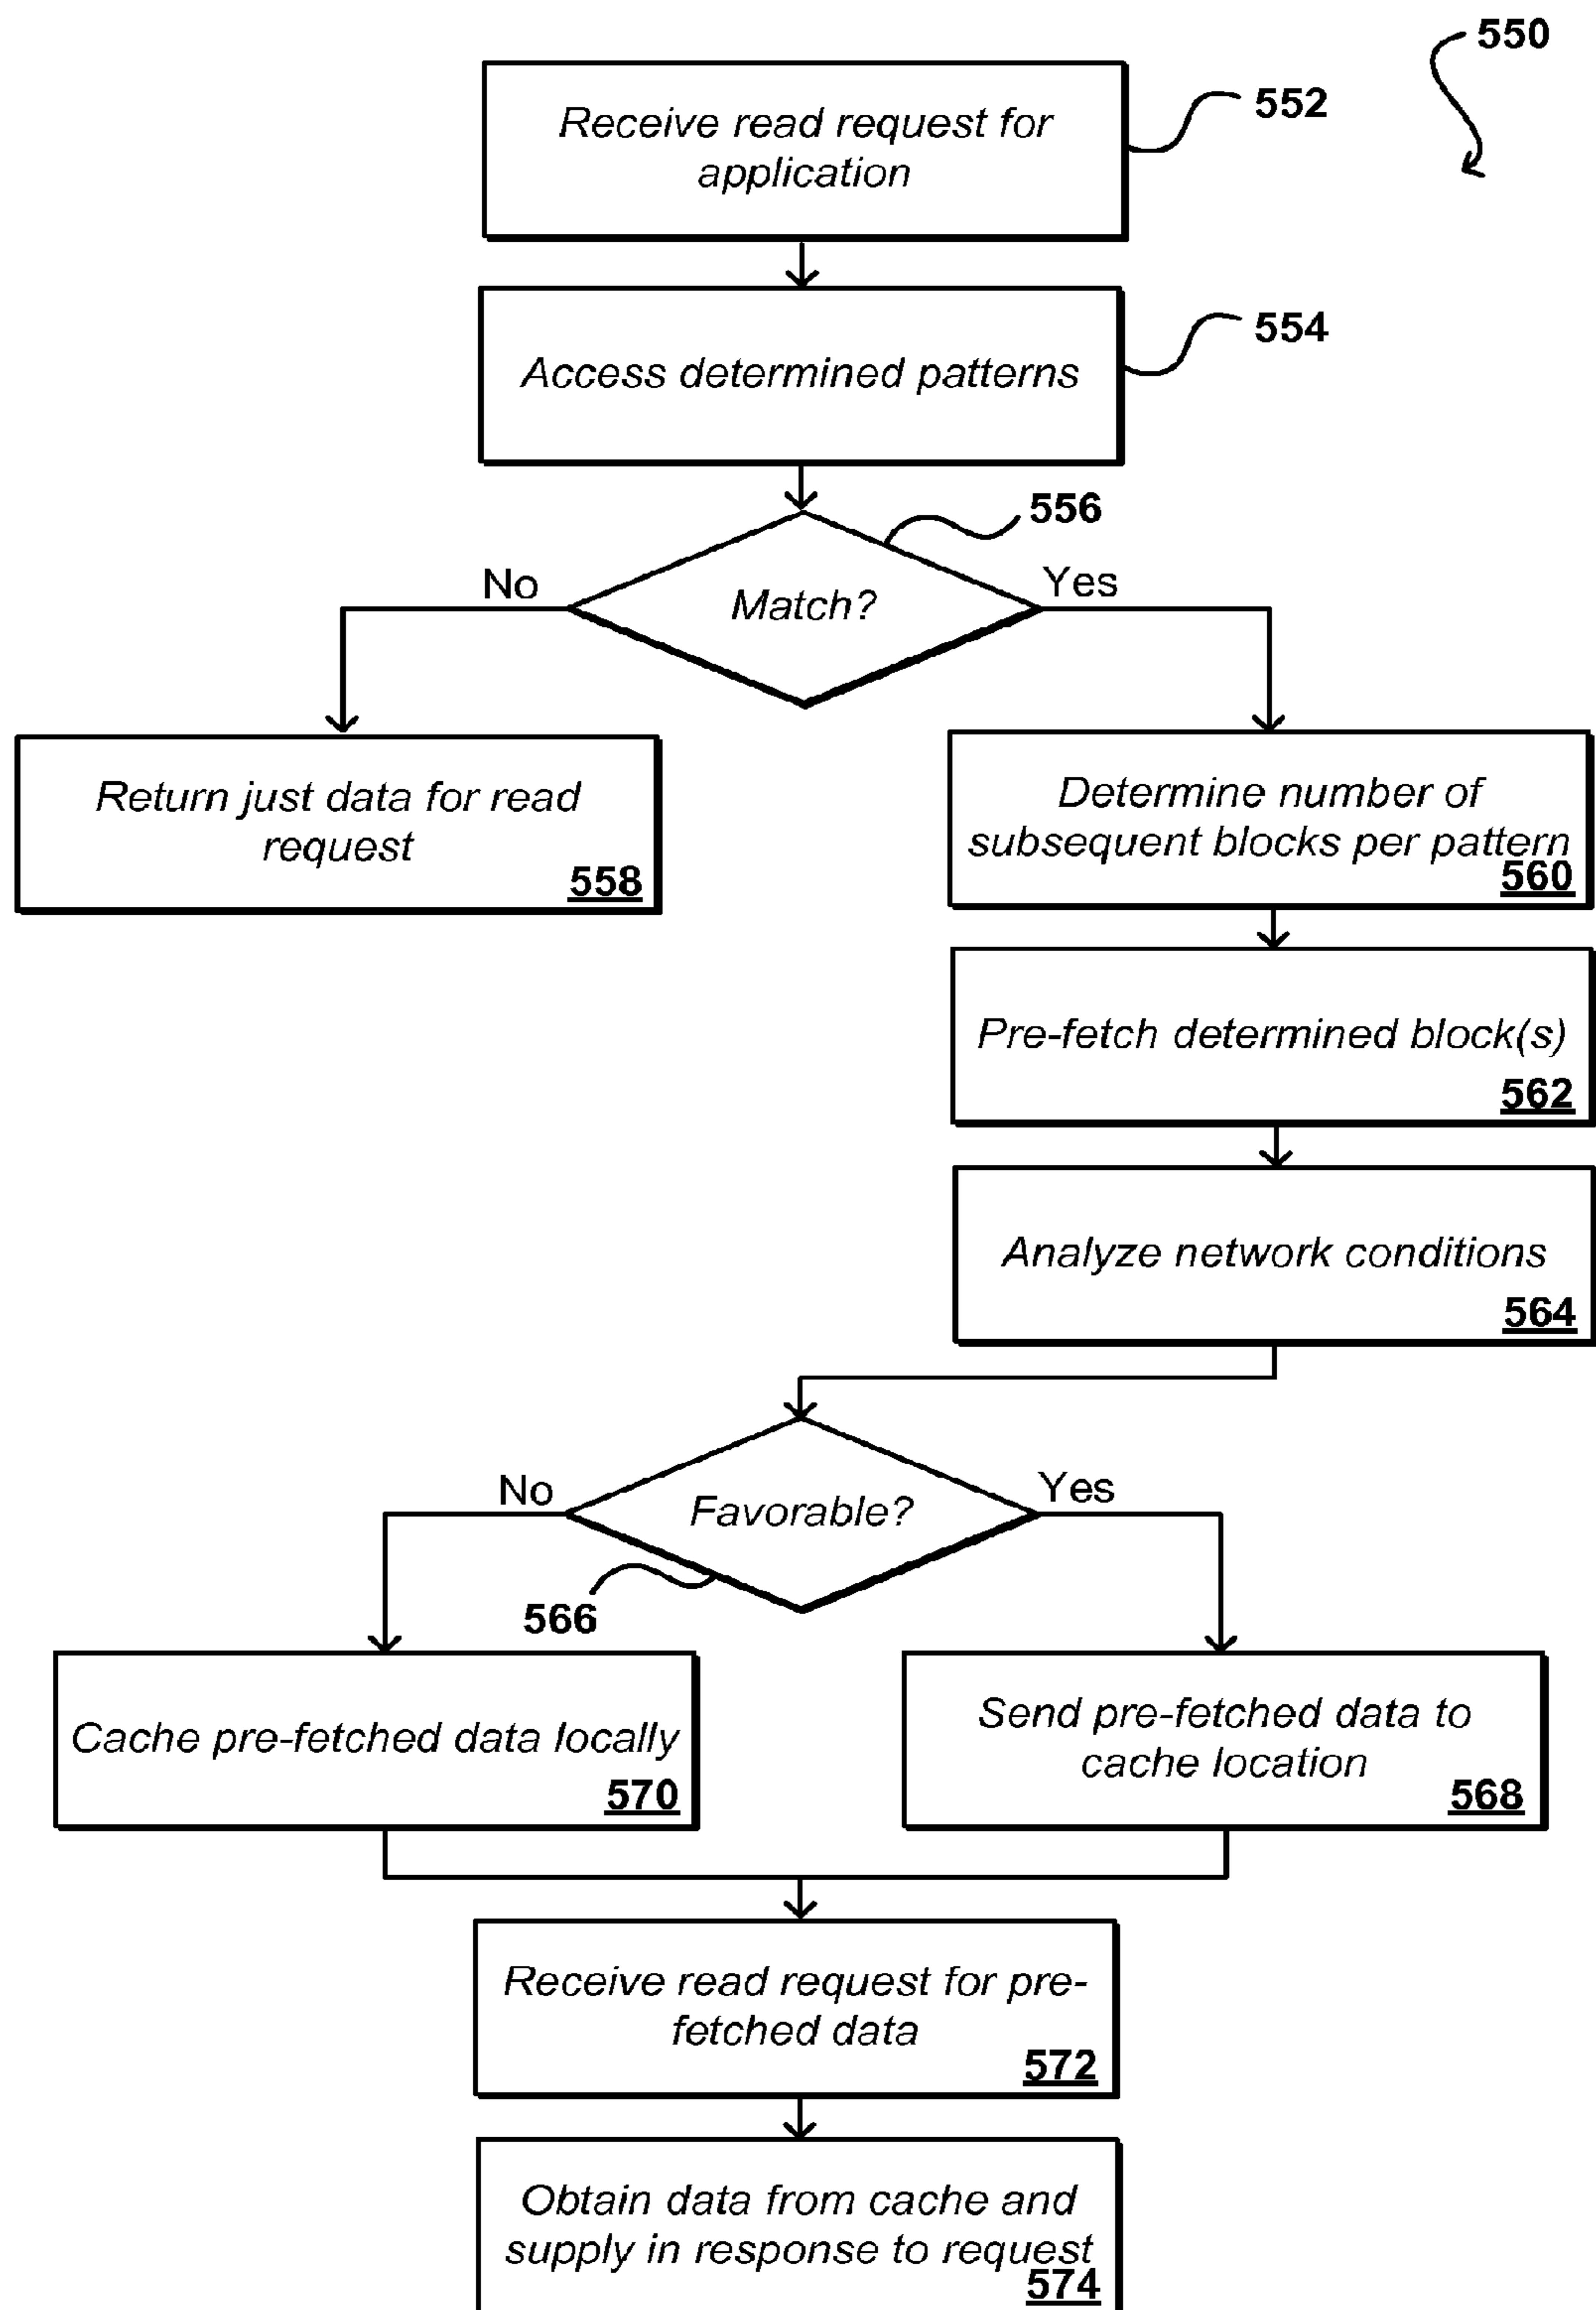 550
Receive read request for
application
552
Access determined patterns
554
556
No
Match?
Yes
Return just data for read
request
558
Determine number of
subsequent blocks per pattern
560
Pre-fetch determined block(s)
562
Analyze network conditions
564
No
Favorable?
Yes
566
Cache pre-fetched data locally
570
Send pre-fetched data to
cache location
568
Receive read request for pre-
fetched data
572
Obtain data from cache and
supply in response to request
574